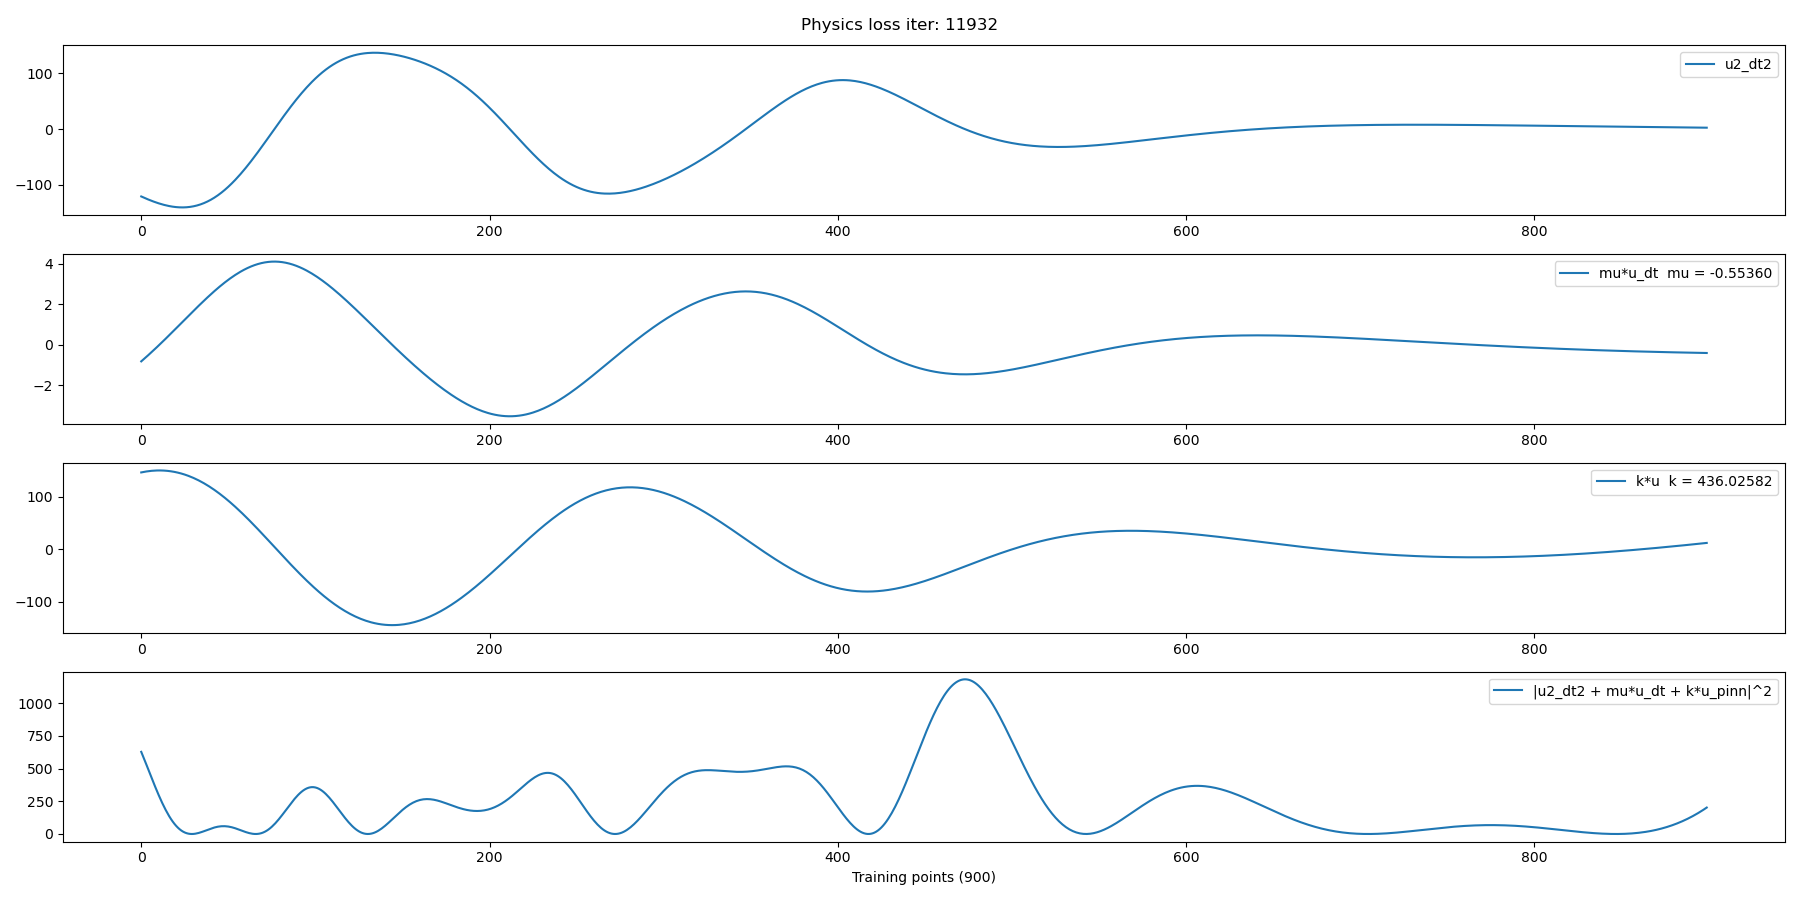 Physics loss iter: 11932
u2_dt2
100
0
−100
0 200 400 600 800
mu*u_dt  mu = -0.55360
4
2
0
−2
0 200 400 600 800
k*u  k = 436.02582
100
0
−100
0 200 400 600 800
|u2_dt2 + mu*u_dt + k*u_pinn|^2
1000
750
500
250
0
0 200 400 600 800
Training points (900)